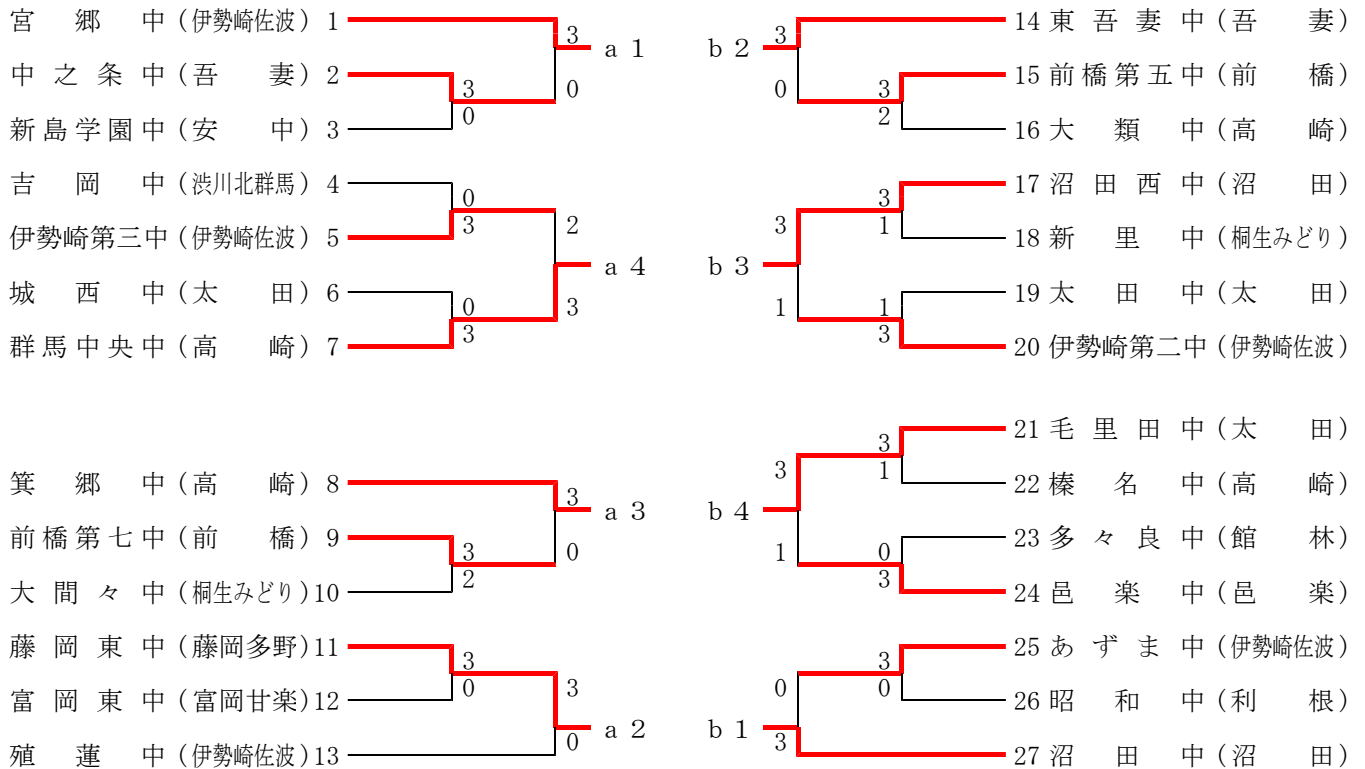 宮郷中(伊勢崎佐波) 1
3
a 1
中之条中(吾妻) 2
3
0
0
新島学園中(安中) 3
吉岡中(渋川北群馬) 4
0
3
2
伊勢崎第三中(伊勢崎佐波) 5
a 4
城西中(太田) 6
0
3
3
群馬中央中(高崎) 7
箕郷中(高崎) 8
3
a 3
前橋第七中(前橋) 9
3
2
0
大間々中(桐生みどり) 10
藤岡東中(藤岡多野) 11
3
0
3
富岡東中(富岡甘楽) 12
a 2
0
殖蓮中(伊勢崎佐波) 13
b 2
3
14 東吾妻中(吾妻)
0
3
2
15 前橋第五中(前橋)
16 大類中(高崎)
17 沼田西中(沼田)
3
3
1
18 新里中(桐生みどり)
b 3
19 太田中(太田)
1
1
3
20 伊勢崎第二中(伊勢崎佐波)
21 毛里田中(太田)
3
3
1
22 榛名中(高崎)
b 4
23 多々良中(館林)
1
0
3
24 邑楽中(邑楽)
25 あずま中(伊勢崎佐波)
0
3
0
26 昭和中(利根)
b 1
3
27 沼田中(沼田)